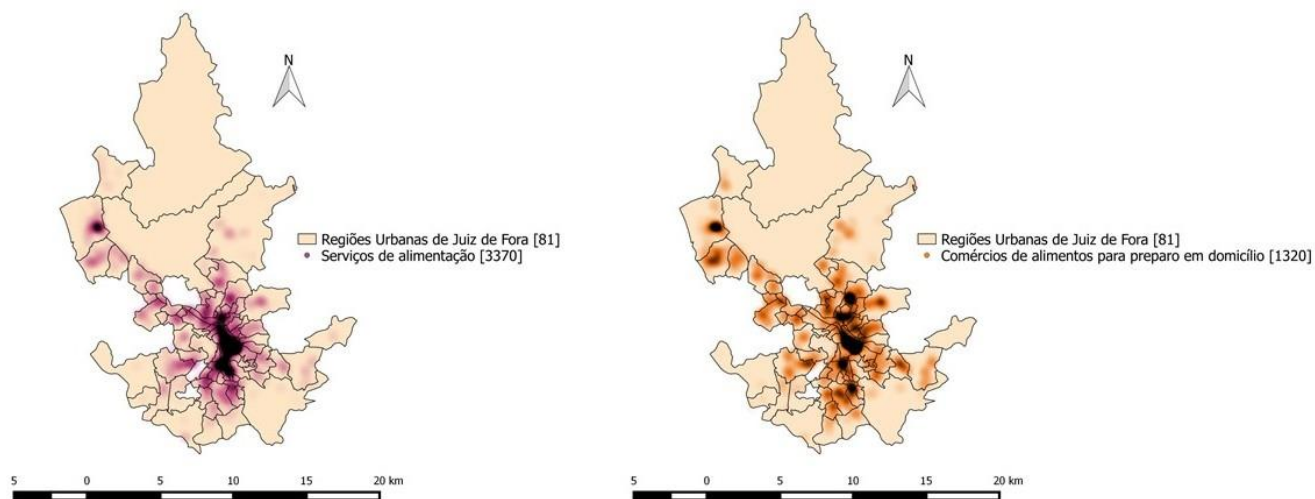 N
Regiões Urbanas de Juiz de Fora [81]
Serviços de alimentação [3370]
5 0 5 10 15 20 km
N
Regiões Urbanas de Juiz de Fora [81]
Comércios de alimentos para preparo em domicílio [1320]
5 0 5 10 15 20 km